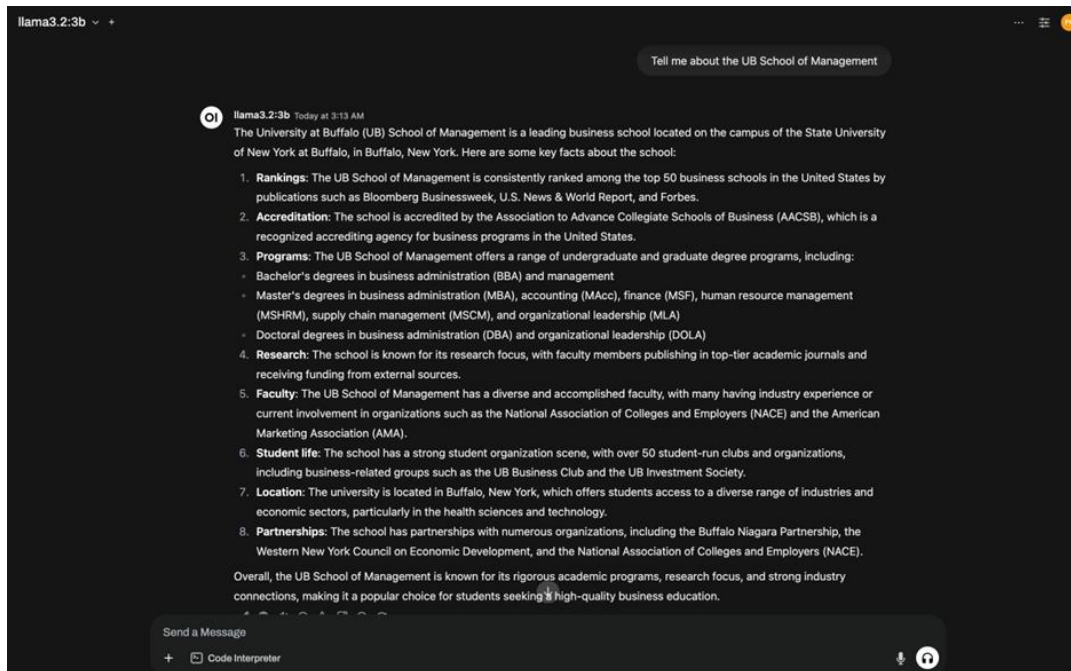 llama3.2:3b
Tell me about the UB School of Management
OI llama3.2:3b Today at 3:13 AM
The University at Buffalo (UB) School of Management is a leading business school located on the campus of the State University
of New York at Buffalo, in Buffalo, New York. Here are some key facts about the school:
1. Rankings: The UB School of Management is consistently ranked among the top 50 business schools in the United States by
publications such as Bloomberg Businessweek, U.S. News & World Report, and Forbes.
2. Accreditation: The school is accredited by the Association to Advance Collegiate Schools of Business (AACSB), which is a
recognized accrediting agency for business programs in the United States.
3. Programs: The UB School of Management offers a range of undergraduate and graduate degree programs, including:
Bachelor's degrees in business administration (BBA) and management
Master's degrees in business administration (MBA), accounting (MAcc), finance (MSF), human resource management
(MSHRM), supply chain management (MSCM), and organizational leadership (MLA)
Doctoral degrees in business administration (DBA) and organizational leadership (DOLA)
4. Research: The school is known for its research focus, with faculty members publishing in top-tier academic journals and
receiving funding from external sources.
5. Faculty: The UB School of Management has a diverse and accomplished faculty, with many having industry experience or
current involvement in organizations such as the National Association of Colleges and Employers (NACE) and the American
Marketing Association (AMA).
6. Student life: The school has a strong student organization scene, with over 50 student-run clubs and organizations,
including business-related groups such as the UB Business Club and the UB Investment Society.
7. Location: The university is located in Buffalo, New York, which offers students access to a diverse range of industries and
economic sectors, particularly in the health sciences and technology.
8. Partnerships: The school has partnerships with numerous organizations, including the Buffalo Niagara Partnership, the
Western New York Council on Economic Development, and the National Association of Colleges and Employers (NACE).
Overall, the UB School of Management is known for its rigorous academic programs, research focus, and strong industry
connections, making it a popular choice for students seeking high-quality business education.
Send a Message
Code Interpreter